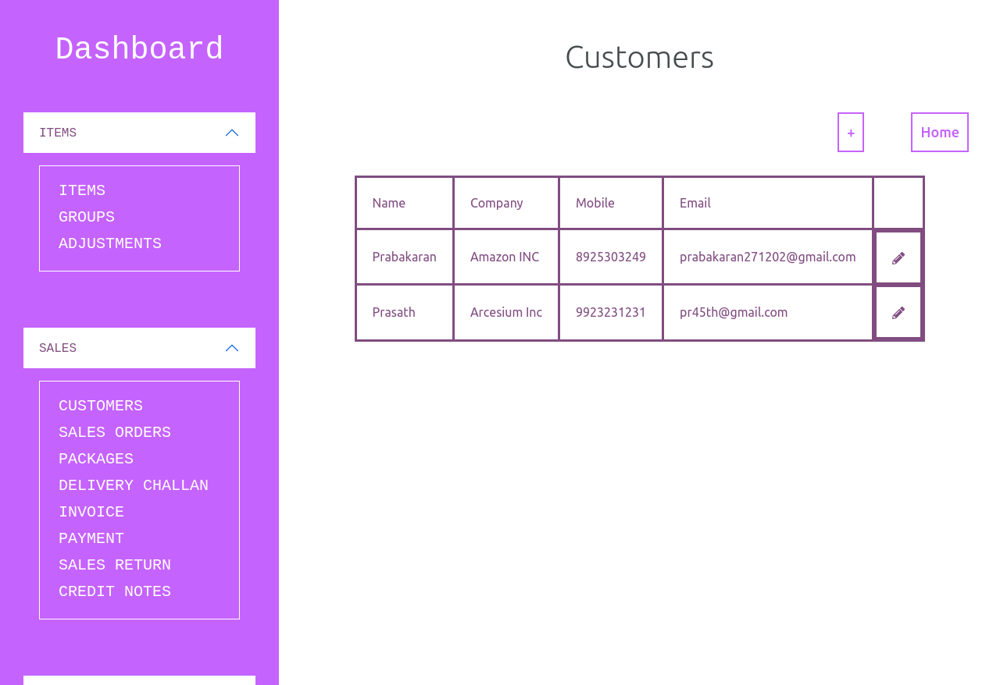 Dashboard
ITEMS
ITEMS
GROUPS
ADJUSTMENTS
SALES
CUSTOMERS
SALES ORDERS
PACKAGES
DELIVERY CHALLAN
INVOICE
PAYMENT
SALES RETURN
CREDIT NOTES
Customers
+ Home
Name Company Mobile Email
Prabakaran Amazon INC 8925303249 prabakaran271202@gmail.com
Prasath Arcesium Inc 9923231231 pr45th@gmail.com